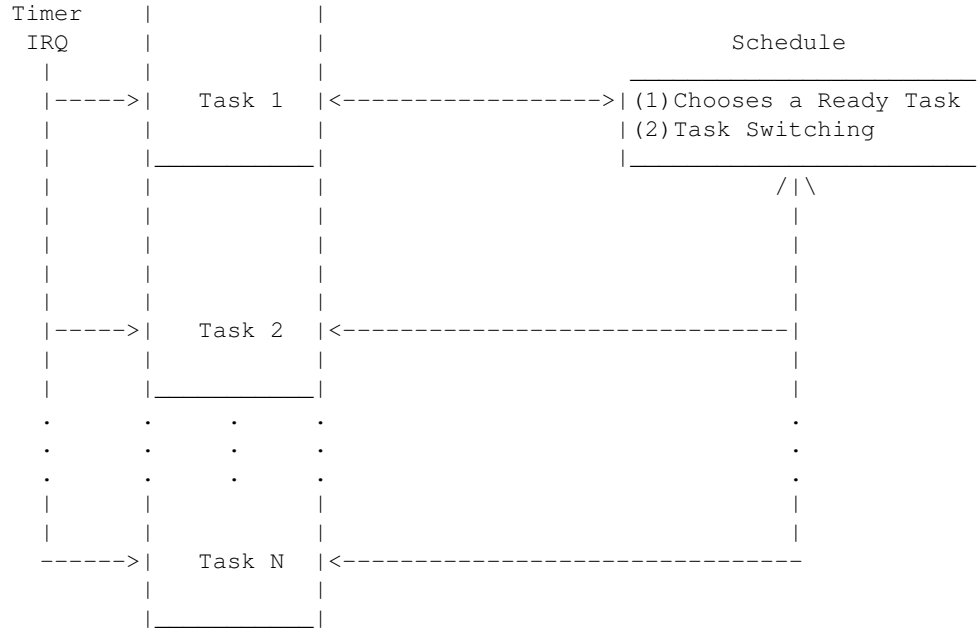 Timer
IRQ
Schedule
Task 1
(1)Chooses a Ready Task
(2)Task Switching
Task 2
Task N